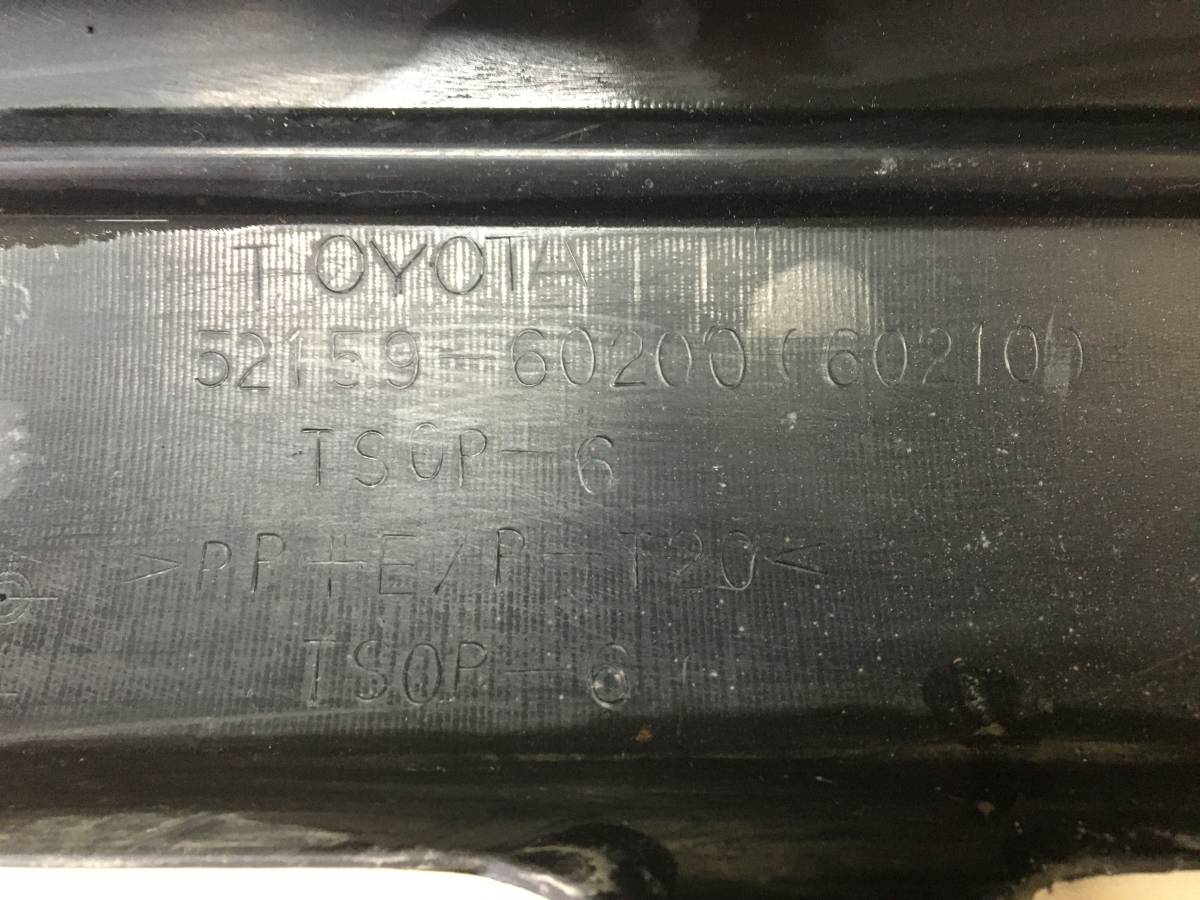 TOYOTA
52159-60200(60210)
TSOP-6
>PP+E/P-T20<
TSOP-6